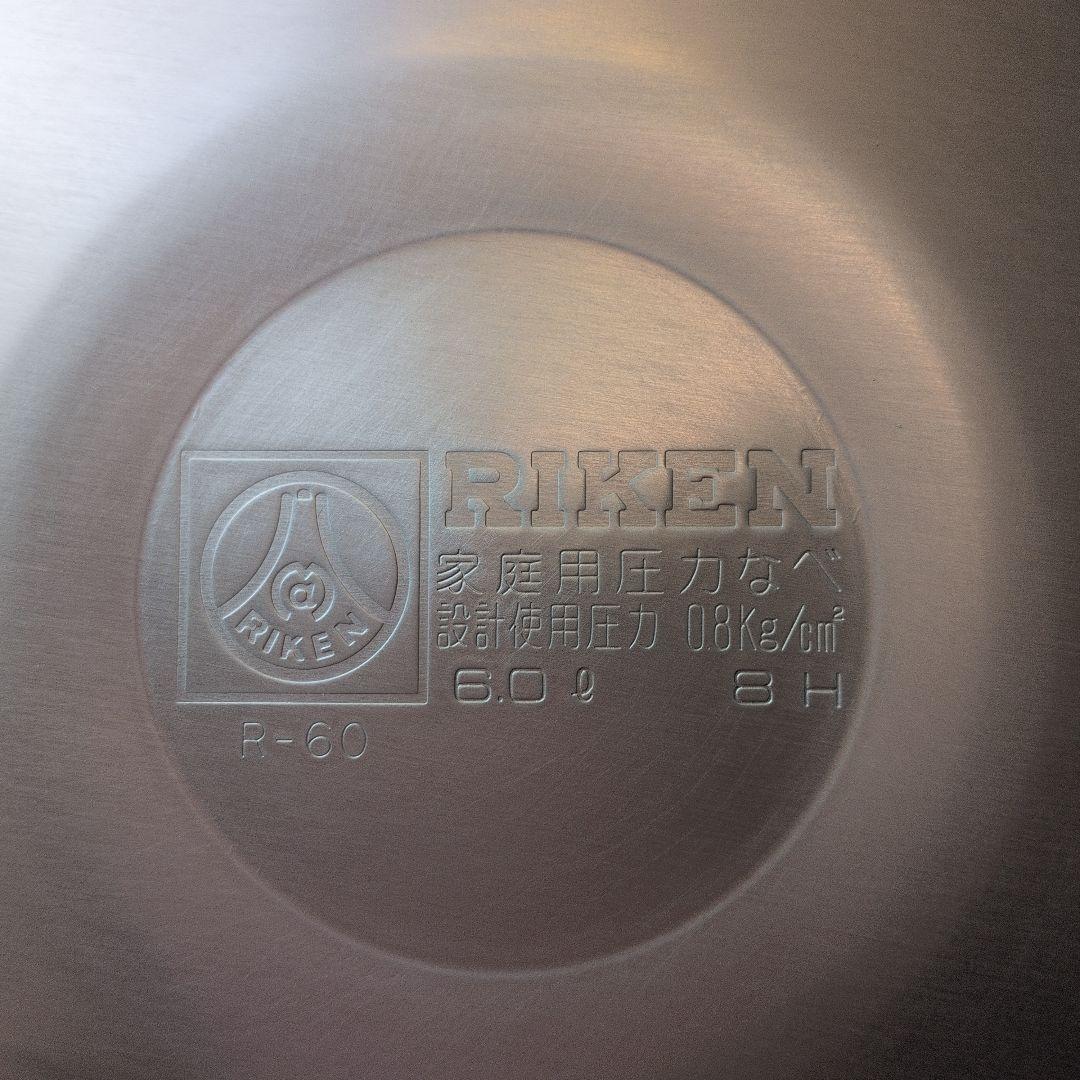 RIKEN
家庭用圧力なべ
設計使用圧力 0.8Kg/cm²
6.0ℓ 8H
@
RIKEN
R-60